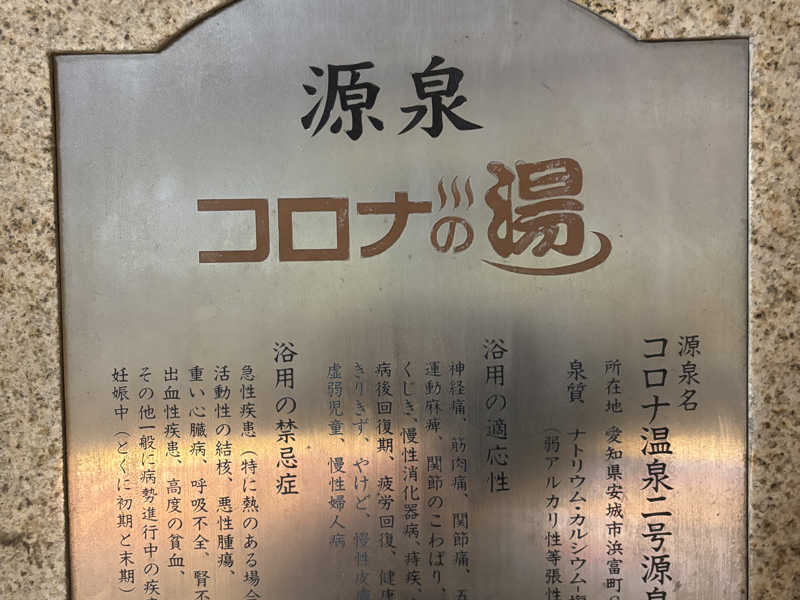 源泉
コロナの湯
源泉名
コロナ温泉二号源泉
所在地 愛知県安城市浜富町
泉質 ナトリウム・カルシウム-塩
(弱アルカリ性等張性
浴用の適応性
神経痛、筋肉痛、関節痛、五
運動麻痺、関節のこわばり、
くじき、慢性消化器病、痔疾、
病後回復期、疲労回復、健康
きりきず、やけど、慢性皮膚
虚弱児童、慢性婦人病
浴用の禁忌症
急性疾患(特に熱のある場合
活動性の結核、悪性腫瘍、
重い心臓病、呼吸不全、腎不
出血性疾患、高度の貧血、
その他一般に病勢進行中の疾
妊娠中(とくに初期と末期)